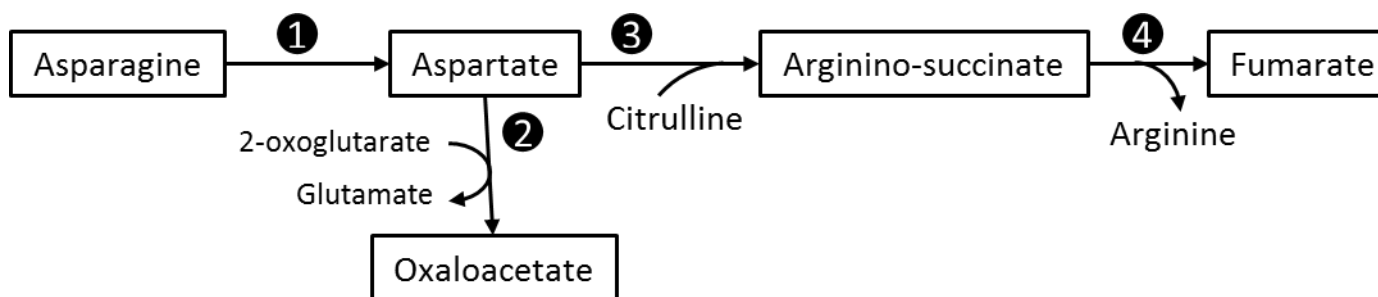 1
3
4
Asparagine
Aspartate
Arginino-succinate
Fumarate
Citrulline
Arginine
2
2-oxoglutarate
Glutamate
Oxaloacetate